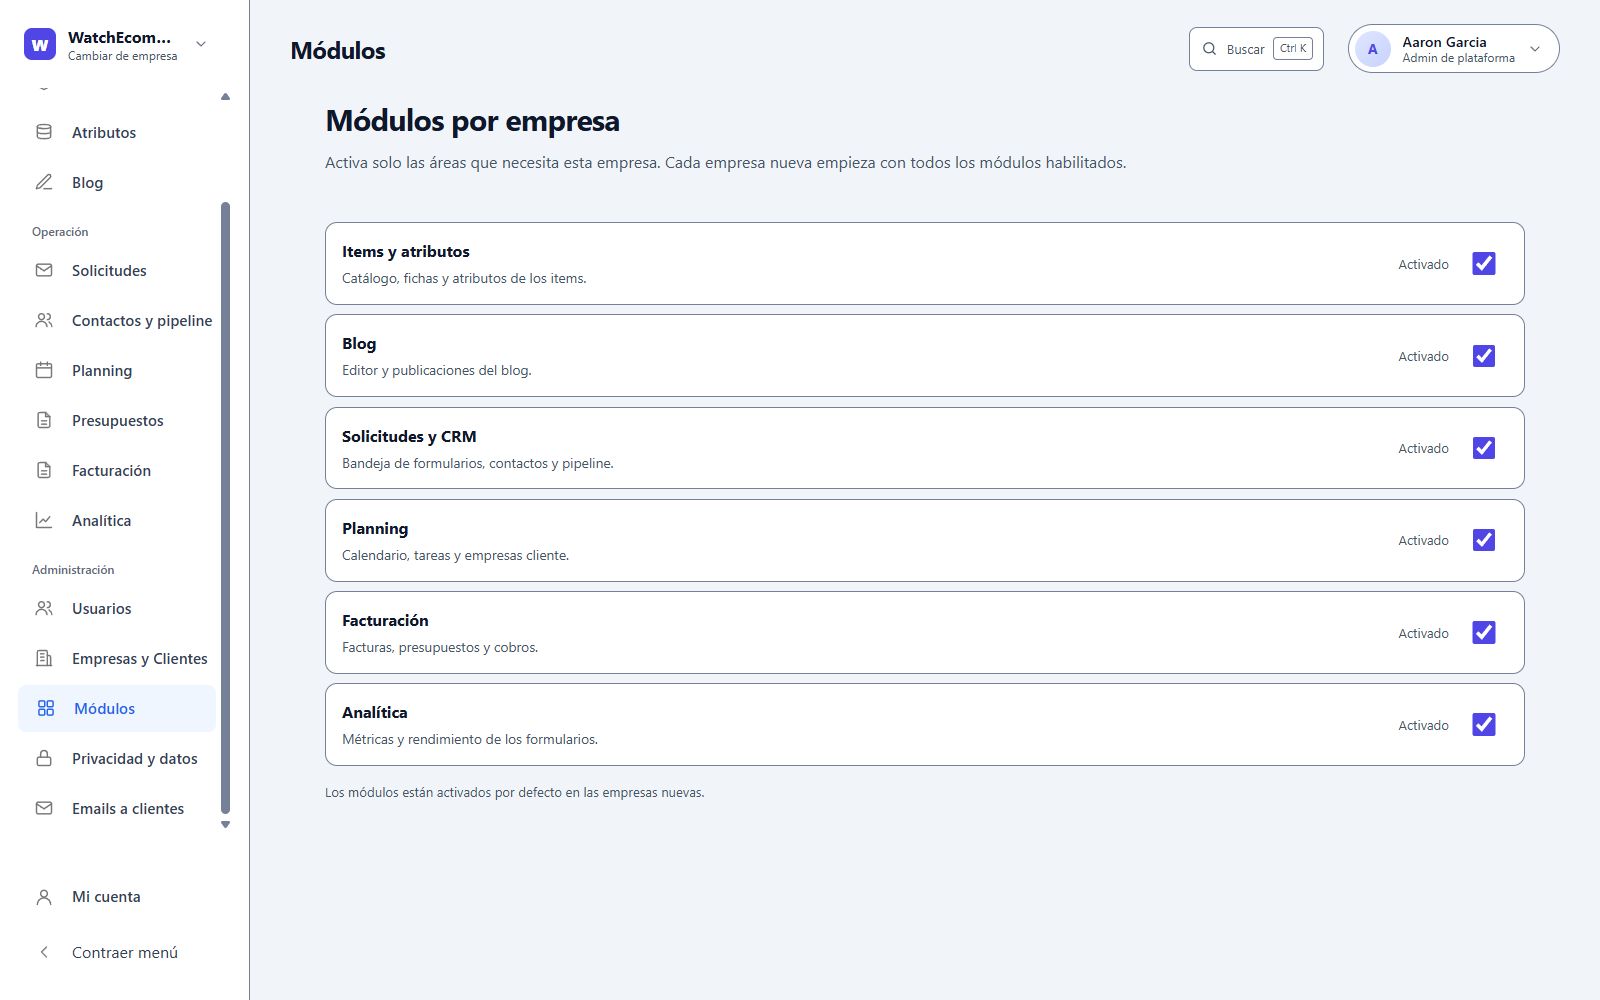 w
WatchEcom...
Cambiar de empresa
Atributos
Blog
Operación
Solicitudes
Contactos y pipeline
Planning
Presupuestos
Facturación
Analítica
Administración
Usuarios
Empresas y Clientes
Módulos
Privacidad y datos
Emails a clientes
Mi cuenta
Contraer menú
Módulos
Buscar Ctrl K
A
Aaron Garcia
Admin de plataforma
Módulos por empresa
Activa solo las áreas que necesita esta empresa. Cada empresa nueva empieza con todos los módulos habilitados.
Items y atributos
Catálogo, fichas y atributos de los items.
Activado
Blog
Editor y publicaciones del blog.
Activado
Solicitudes y CRM
Bandeja de formularios, contactos y pipeline.
Activado
Planning
Calendario, tareas y empresas cliente.
Activado
Facturación
Facturas, presupuestos y cobros.
Activado
Analítica
Métricas y rendimiento de los formularios.
Activado
Los módulos están activados por defecto en las empresas nuevas.